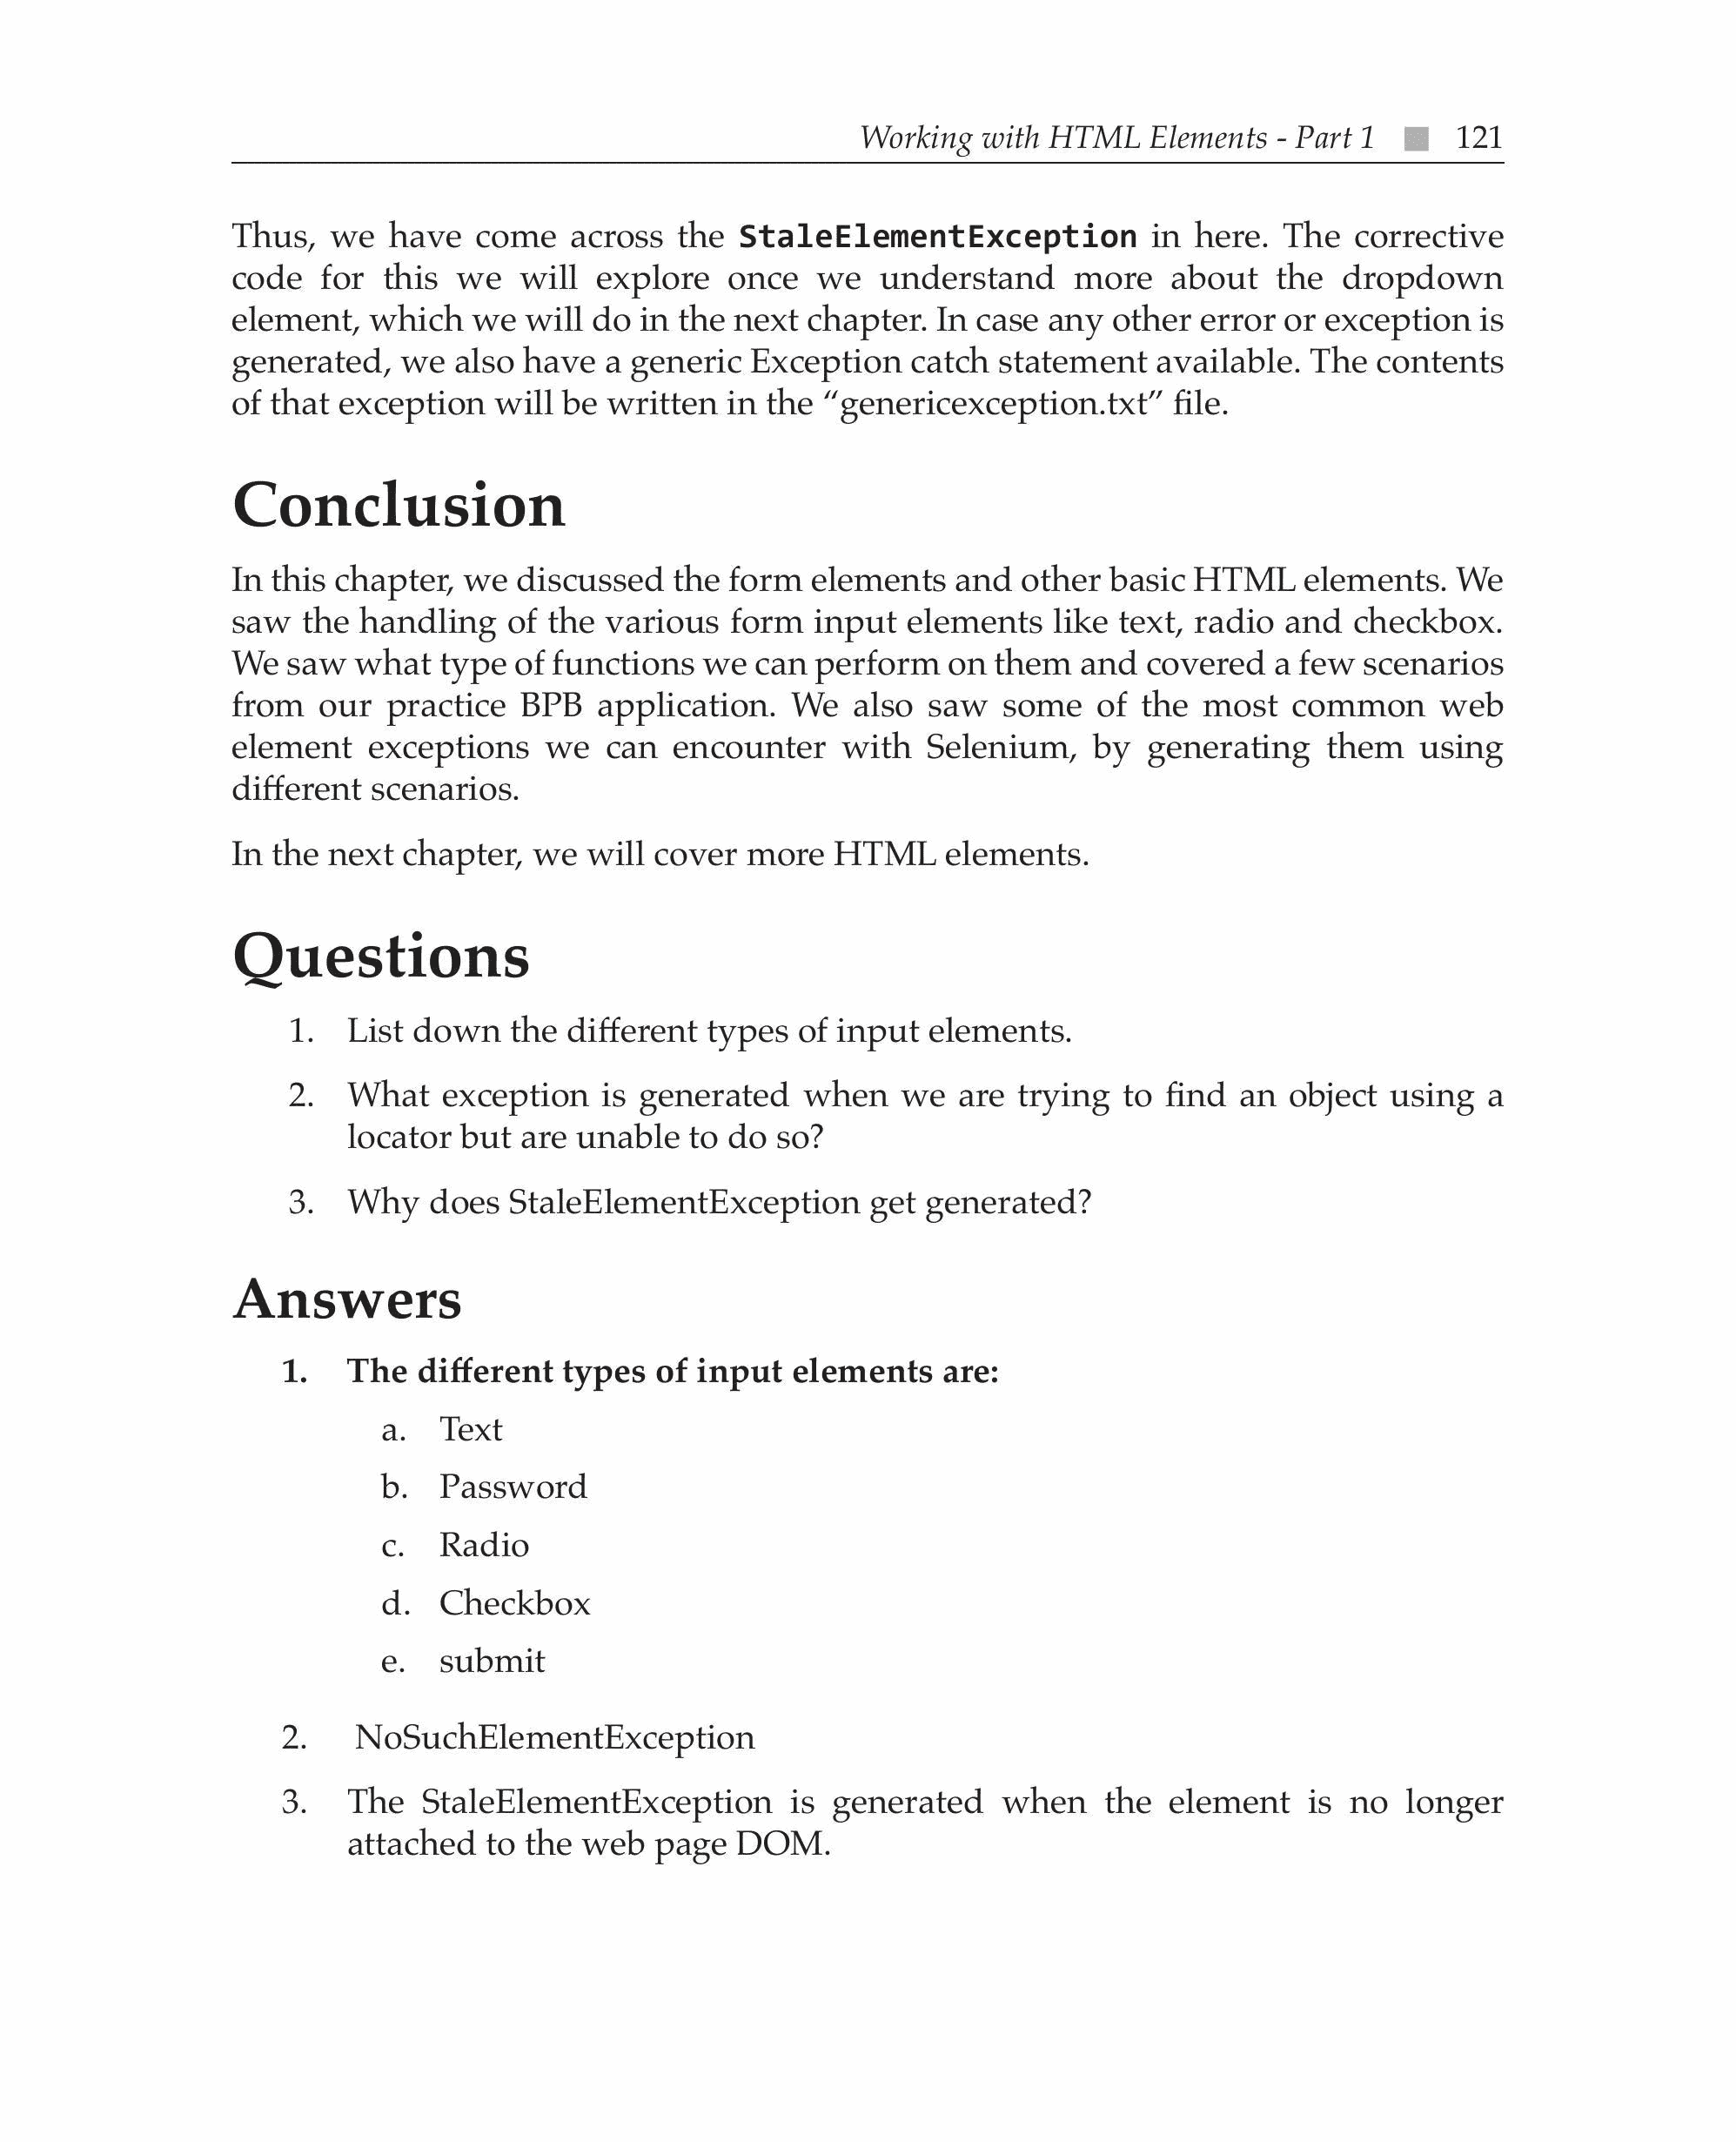 Working with HTML Elements - Part 1 ■ 121
Thus, we have come across the StaleElementException in here. The corrective
code for this we will explore once we understand more about the dropdown
element, which we will do in the next chapter. In case any other error or exception is
generated, we also have a generic Exception catch statement available. The contents
of that exception will be written in the “genericexception.txt” file.
Conclusion
In this chapter, we discussed the form elements and other basic HTML elements. We
saw the handling of the various form input elements like text, radio and checkbox.
We saw what type of functions we can perform on them and covered a few scenarios
from our practice BPB application. We also saw some of the most common web
element exceptions we can encounter with Selenium, by generating them using
different scenarios.
In the next chapter, we will cover more HTML elements.
Questions
1. List down the different types of input elements.
2. What exception is generated when we are trying to find an object using a
locator but are unable to do so?
3. Why does StaleElementException get generated?
Answers
1. The different types of input elements are:
a. Text
b. Password
c. Radio
d. Checkbox
e. submit
2. NoSuchElementException
3. The StaleElementException is generated when the element is no longer
attached to the web page DOM.